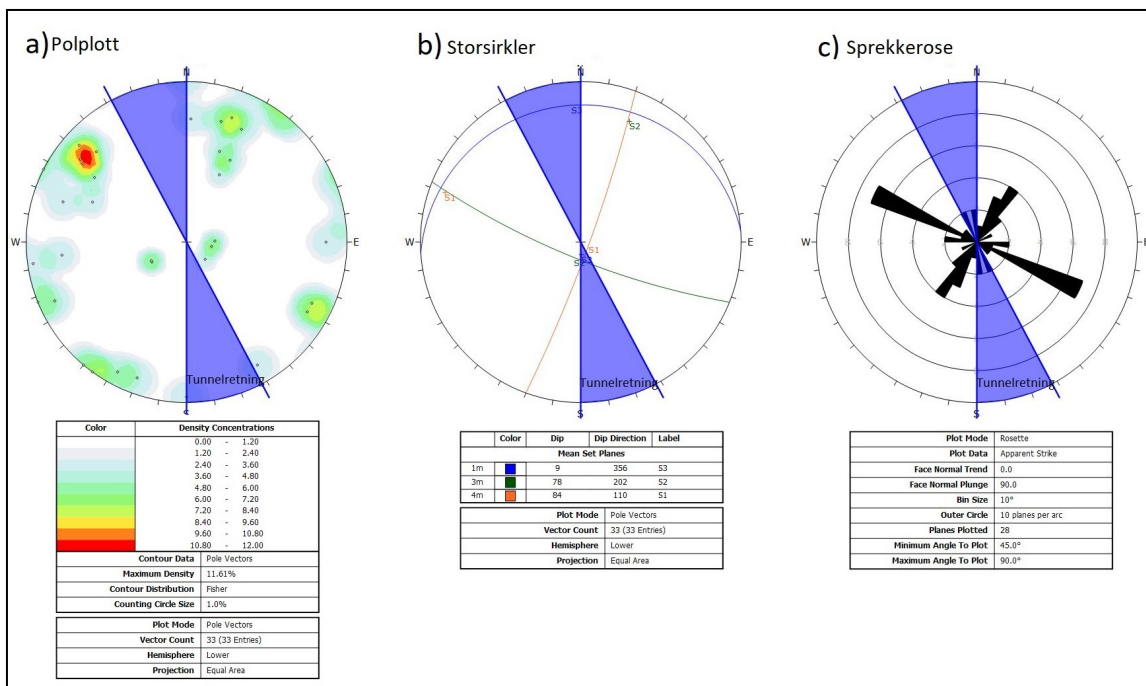 a) Polplott
N
W
E
S
Tunnelretning
Color Density Concentrations
0.00 - 1.20
1.20 - 2.40
2.40 - 3.60
3.60 - 4.80
4.80 - 6.00
6.00 - 7.20
7.20 - 8.40
8.40 - 9.60
9.60 - 10.80
10.80 - 12.00
Contour Data Pole Vectors
Maximum Density 11.61%
Contour Distribution Fisher
Counting Circle Size 1.0%
Plot Mode Pole Vectors
Vector Count 33 (33 Entries)
Hemisphere Lower
Projection Equal Area
b) Storsirkler
N
S3
S2
S1
W
E
S1
S3
Tunnelretning
S
Color Dip Dip Direction Label
Mean Set Planes
1m 9 356 S3
3m 78 202 S2
4m 84 110 S1
Plot Mode Pole Vectors
Vector Count 33 (33 Entries)
Hemisphere Lower
Projection Equal Area
c) Sprekkerose
N
W
E
Tunnelretning
S
Plot Mode Rosette
Plot Data Apparent Strike
Face Normal Trend 0.0
Face Normal Plunge 90.0
Bin Size 10°
Outer Circle 10 planes per arc
Planes Plotted 28
Minimum Angle To Plot 45.0°
Maximum Angle To Plot 90.0°